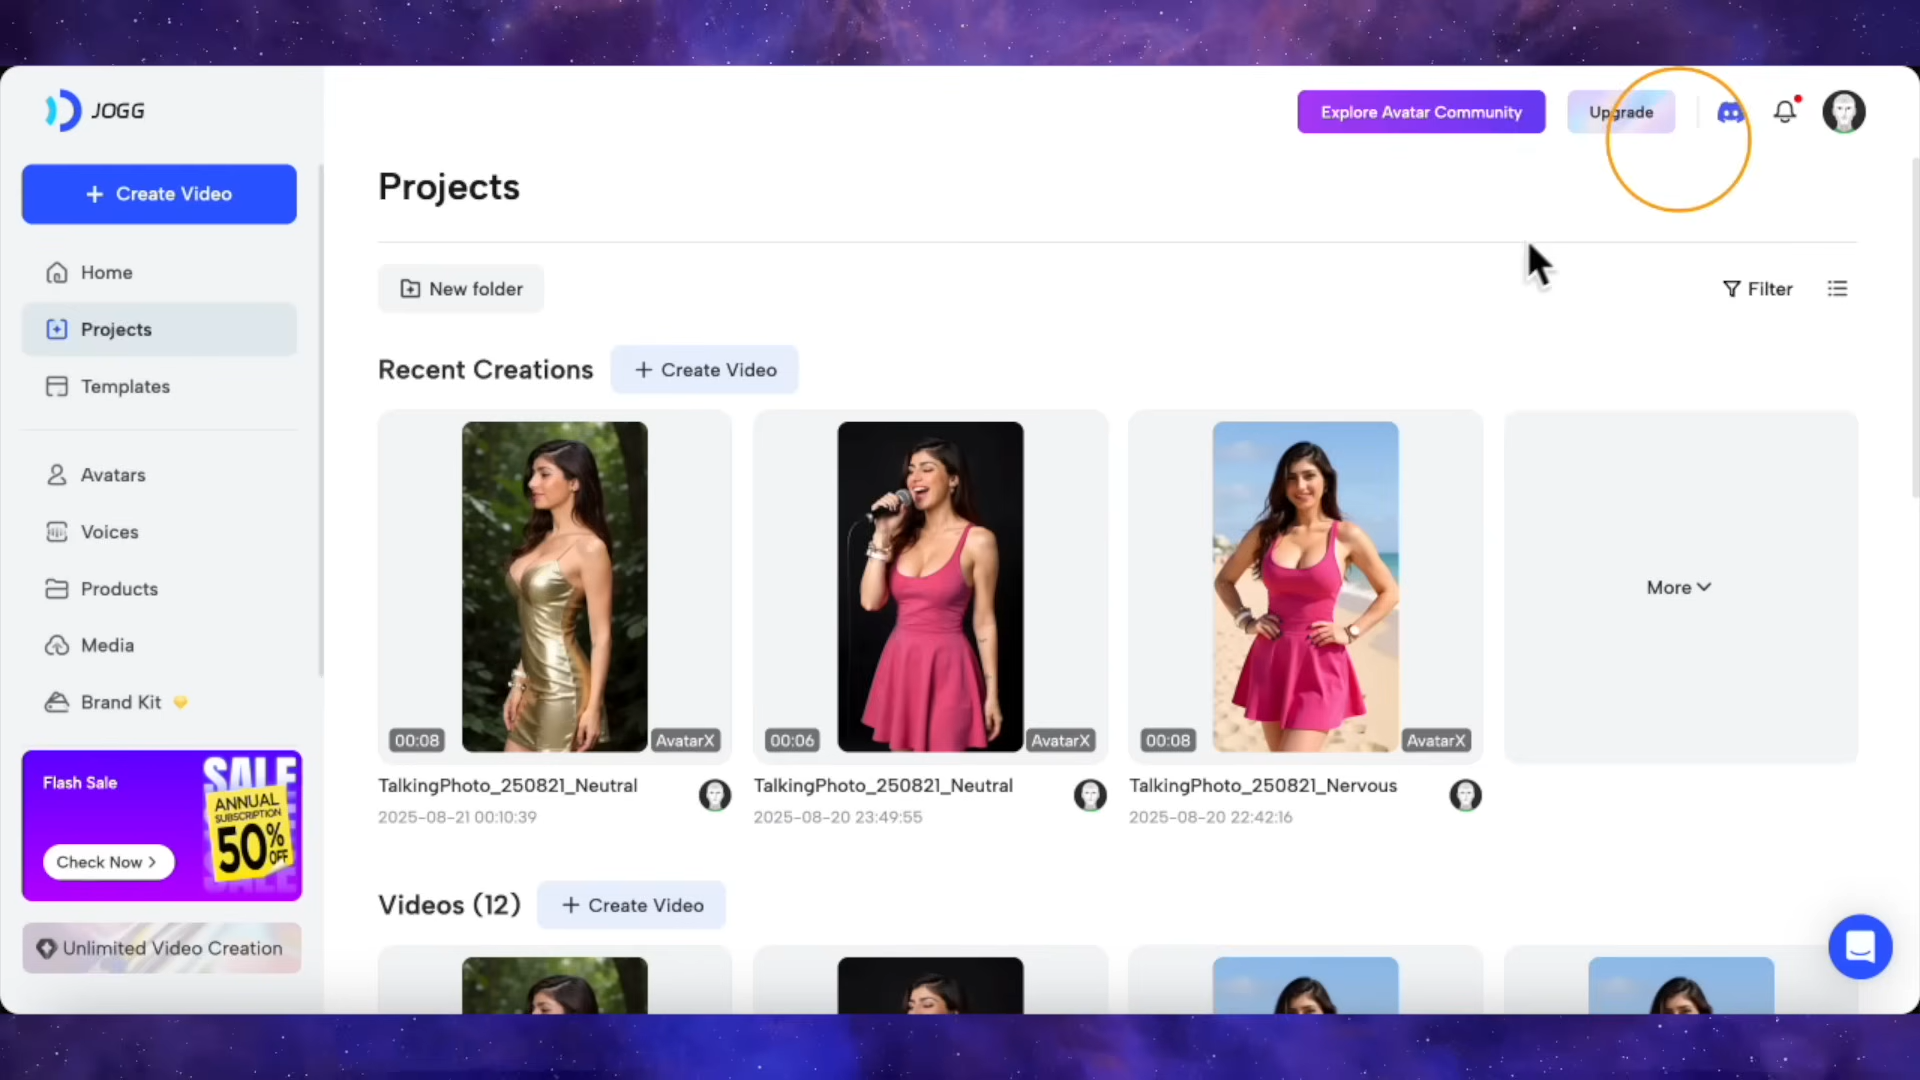 JOGG
Explore Avatar Community
Upgrade
+ Create Video
Projects
Home
Projects
Templates
New folder
Filter
Recent Creations
+ Create Video
Avatars
Voices
Products
Media
Brand Kit
More
00:08
AvatarX
00:06
AvatarX
00:08
AvatarX
TalkingPhoto_250821_Neutral
2025-08-21 00:10:39
TalkingPhoto_250821_Neutral
2025-08-20 23:49:55
TalkingPhoto_250821_Nervous
2025-08-20 22:42:16
Flash Sale
Check Now >
SALE
ANNUAL
SUBSCRIPTION
50%
OFF
SALE
Videos (12)
+ Create Video
Unlimited Video Creation